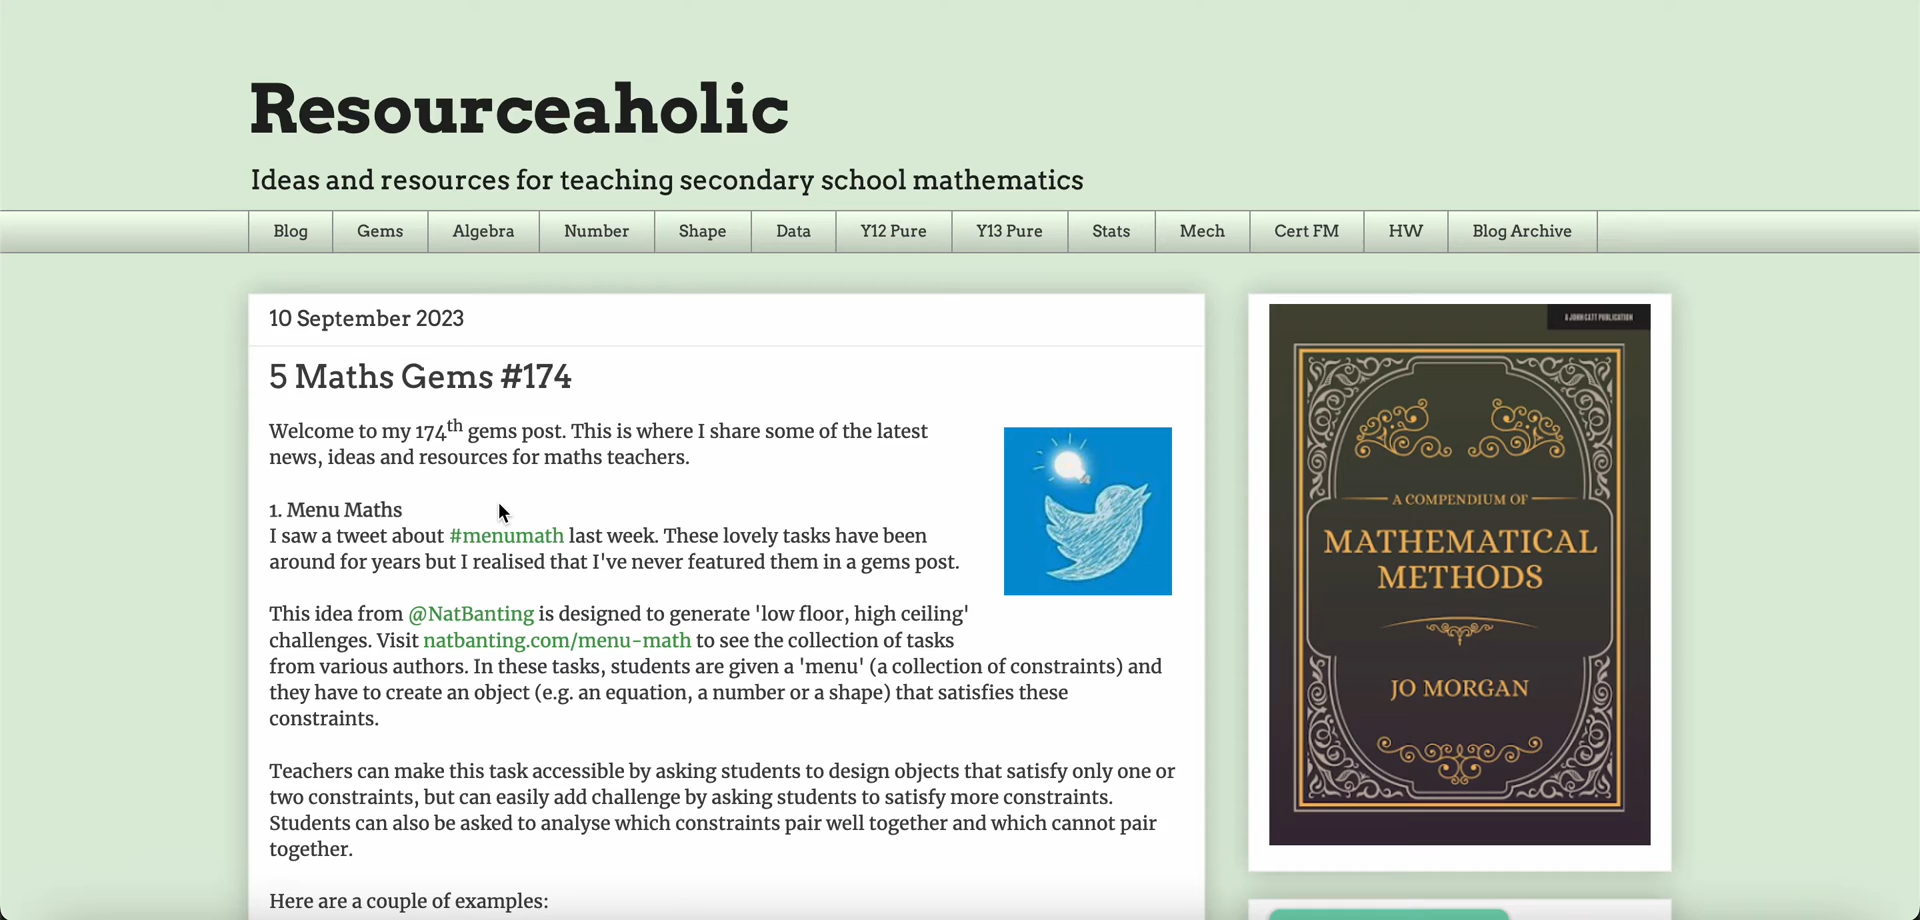 Resourceaholic
Ideas and resources for teaching secondary school mathematics
Blog
Gems
Algebra
Number
Shape
Data
Y12 Pure
Y13 Pure
Stats
Mech
Cert FM
HW
Blog Archive
10 September 2023
5 Maths Gems #174
Welcome to my 174th gems post. This is where I share some of the latest
news, ideas and resources for maths teachers.
1. Menu Maths
I saw a tweet about #menumath last week. These lovely tasks have been
around for years but I realised that I've never featured them in a gems post.
This idea from @NatBanting is designed to generate 'low floor, high ceiling'
challenges. Visit natbanting.com/menu-math to see the collection of tasks
from various authors. In these tasks, students are given a 'menu' (a collection of constraints) and
they have to create an object (e.g. an equation, a number or a shape) that satisfies these
constraints.
Teachers can make this task accessible by asking students to design objects that satisfy only one or
two constraints, but can easily add challenge by asking students to satisfy more constraints.
Students can also be asked to analyse which constraints pair well together and which cannot pair
together.
Here are a couple of examples:
A JOHN CATT PUBLICATION
A COMPENDIUM OF
MATHEMATICAL
METHODS
JO MORGAN